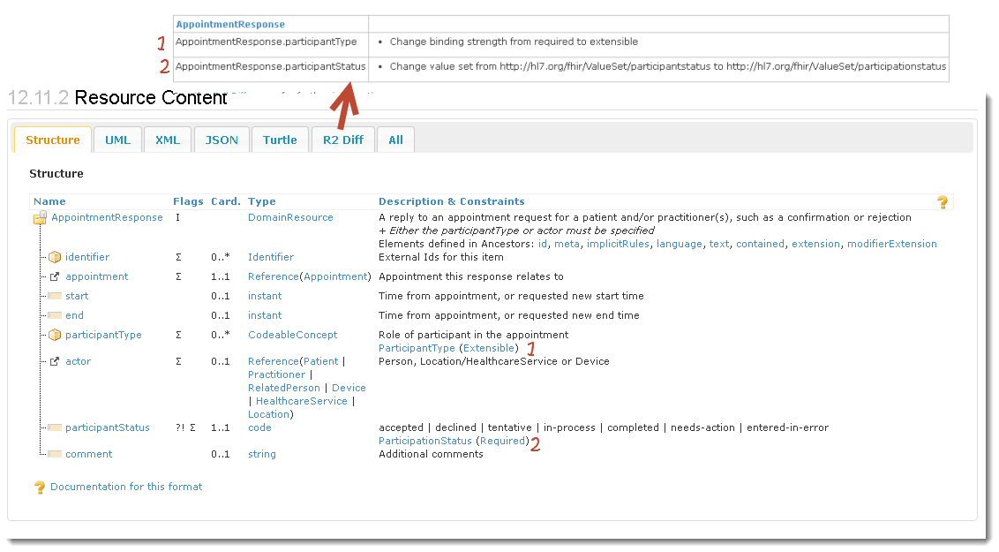 AppointmentResponse
1 AppointmentResponse.participantType • Change binding strength from required to extensible
2 AppointmentResponse.participantStatus • Change value set from http://hl7.org/fhir/ValueSet/participantstatus to http://hl7.org/fhir/ValueSet/participationstatus
12.11.2 Resource Content
Structure UML XML JSON Turtle R2 Diff All
Structure
Name Flags Card. Type Description & Constraints ?
AppointmentResponse I DomainResource A reply to an appointment request for a patient and/or practitioner(s), such as a confirmation or rejection
+ Either the participantType or actor must be specified
Elements defined in Ancestors: id, meta, implicitRules, language, text, contained, extension, modifierExtension
identifier Σ 0..* Identifier External Ids for this item
appointment Σ 1..1 Reference(Appointment) Appointment this response relates to
start 0..1 instant Time from appointment, or requested new start time
end 0..1 instant Time from appointment, or requested new end time
participantType Σ 0..* CodeableConcept Role of participant in the appointment
ParticipantType (Extensible) 1
actor Σ 0..1 Reference(Patient | Person, Location/HealthcareService or Device
Practitioner |
RelatedPerson | Device
| HealthcareService |
Location)
participantStatus ?! Σ 1..1 code accepted | declined | tentative | in-process | completed | needs-action | entered-in-error
ParticipationStatus (Required) 2
comment 0..1 string Additional comments
? Documentation for this format